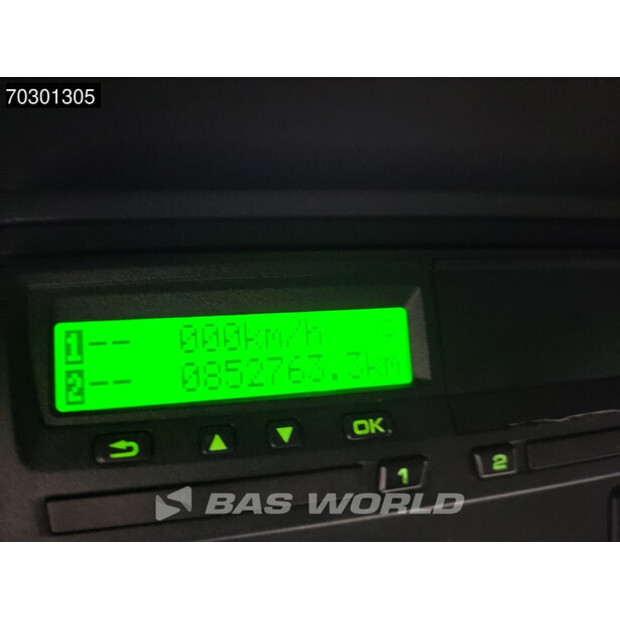 70301305
1-- 000km/h
2-- 0852763.3km
OK
1 2
BAS WORLD